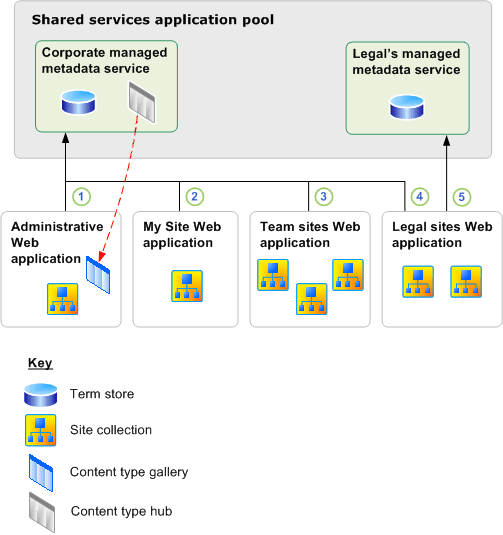 Shared services application pool
Corporate managed
metadata service
Legal's managed
metadata service
1
2
3
4
5
Administrative
Web
application
My Site Web
application
Team sites Web
application
Legal sites Web
application
Key
Term store
Site collection
Content type gallery
Content type hub